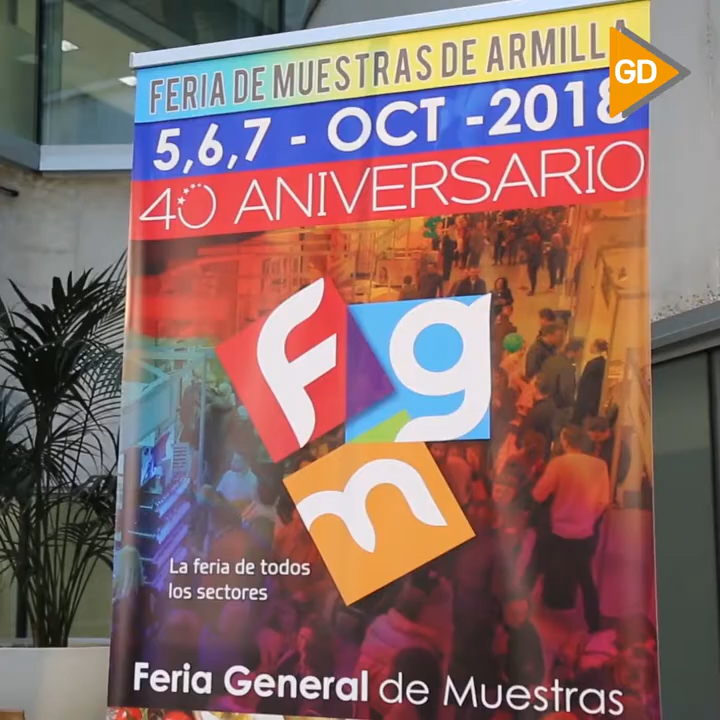 FERIA DE MUESTRAS DE ARMILLA
GD
5,6,7 - OCT -2018
40 ANIVERSARIO
F
g
m
La feria de todos
los sectores
Feria General de Muestras